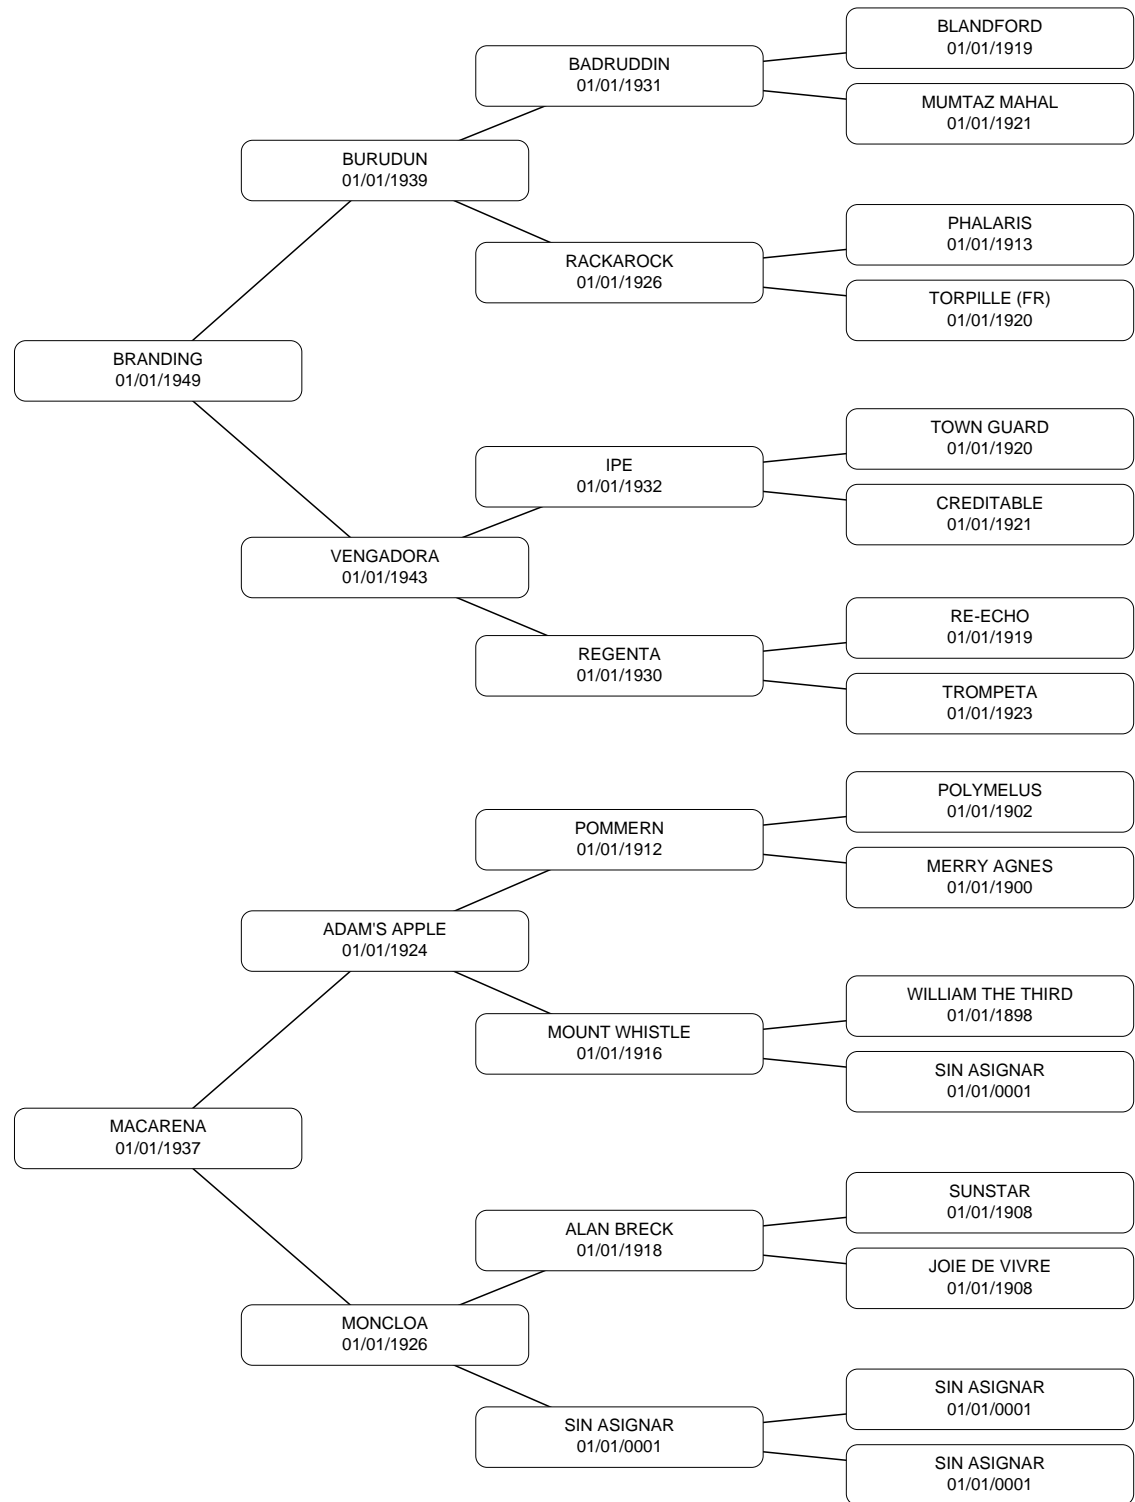 BLANDFORD
01/01/1919
BADRUDDIN
01/01/1931
MUMTAZ MAHAL
01/01/1921
BURUDUN
01/01/1939
PHALARIS
01/01/1913
RACKAROCK
01/01/1926
TORPILLE (FR)
01/01/1920
BRANDING
01/01/1949
TOWN GUARD
01/01/1920
IPE
01/01/1932
CREDITABLE
01/01/1921
VENGADORA
01/01/1943
RE-ECHO
01/01/1919
REGENTA
01/01/1930
TROMPETA
01/01/1923
POLYMELUS
01/01/1902
POMMERN
01/01/1912
MERRY AGNES
01/01/1900
ADAM'S APPLE
01/01/1924
WILLIAM THE THIRD
01/01/1898
MOUNT WHISTLE
01/01/1916
SIN ASIGNAR
01/01/0001
MACARENA
01/01/1937
SUNSTAR
01/01/1908
ALAN BRECK
01/01/1918
JOIE DE VIVRE
01/01/1908
MONCLOA
01/01/1926
SIN ASIGNAR
01/01/0001
SIN ASIGNAR
01/01/0001
SIN ASIGNAR
01/01/0001